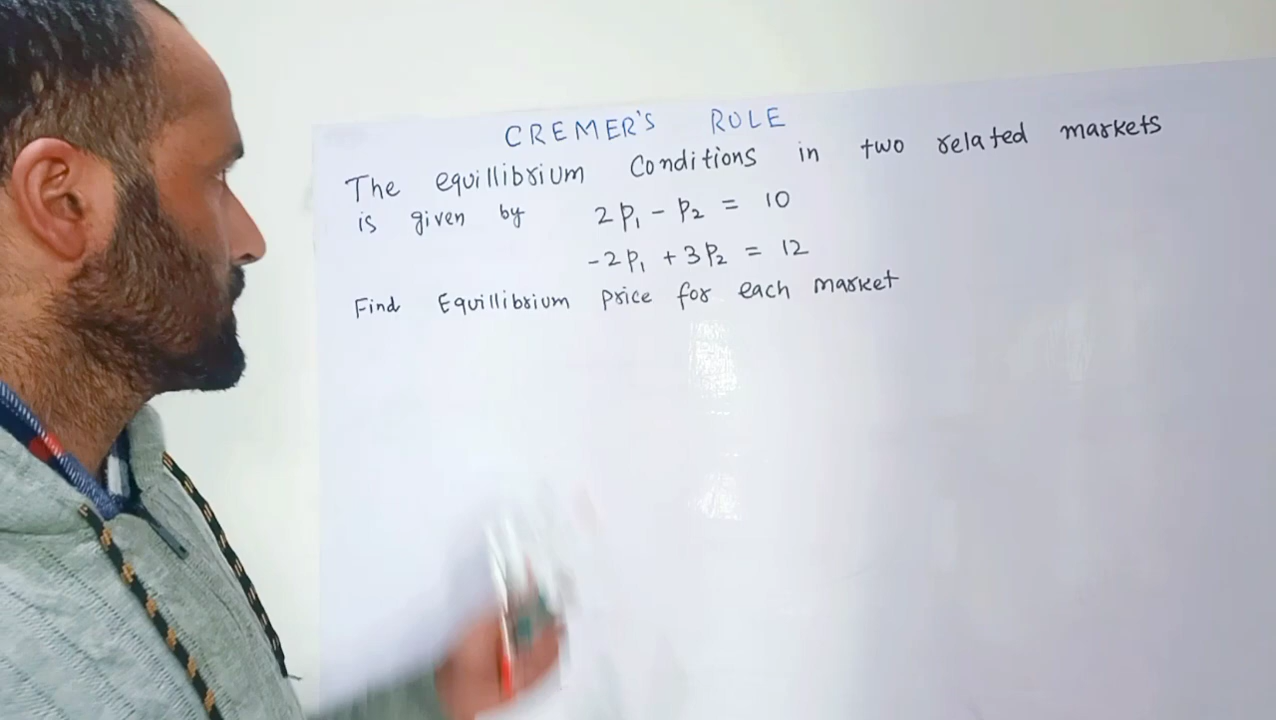 CREMER'S RULE
The equillibrium Conditions in two related markets
is given by 2P₁ - P₂ = 10
-2P₁ + 3P₂ = 12
Find Equillibrium price for each market